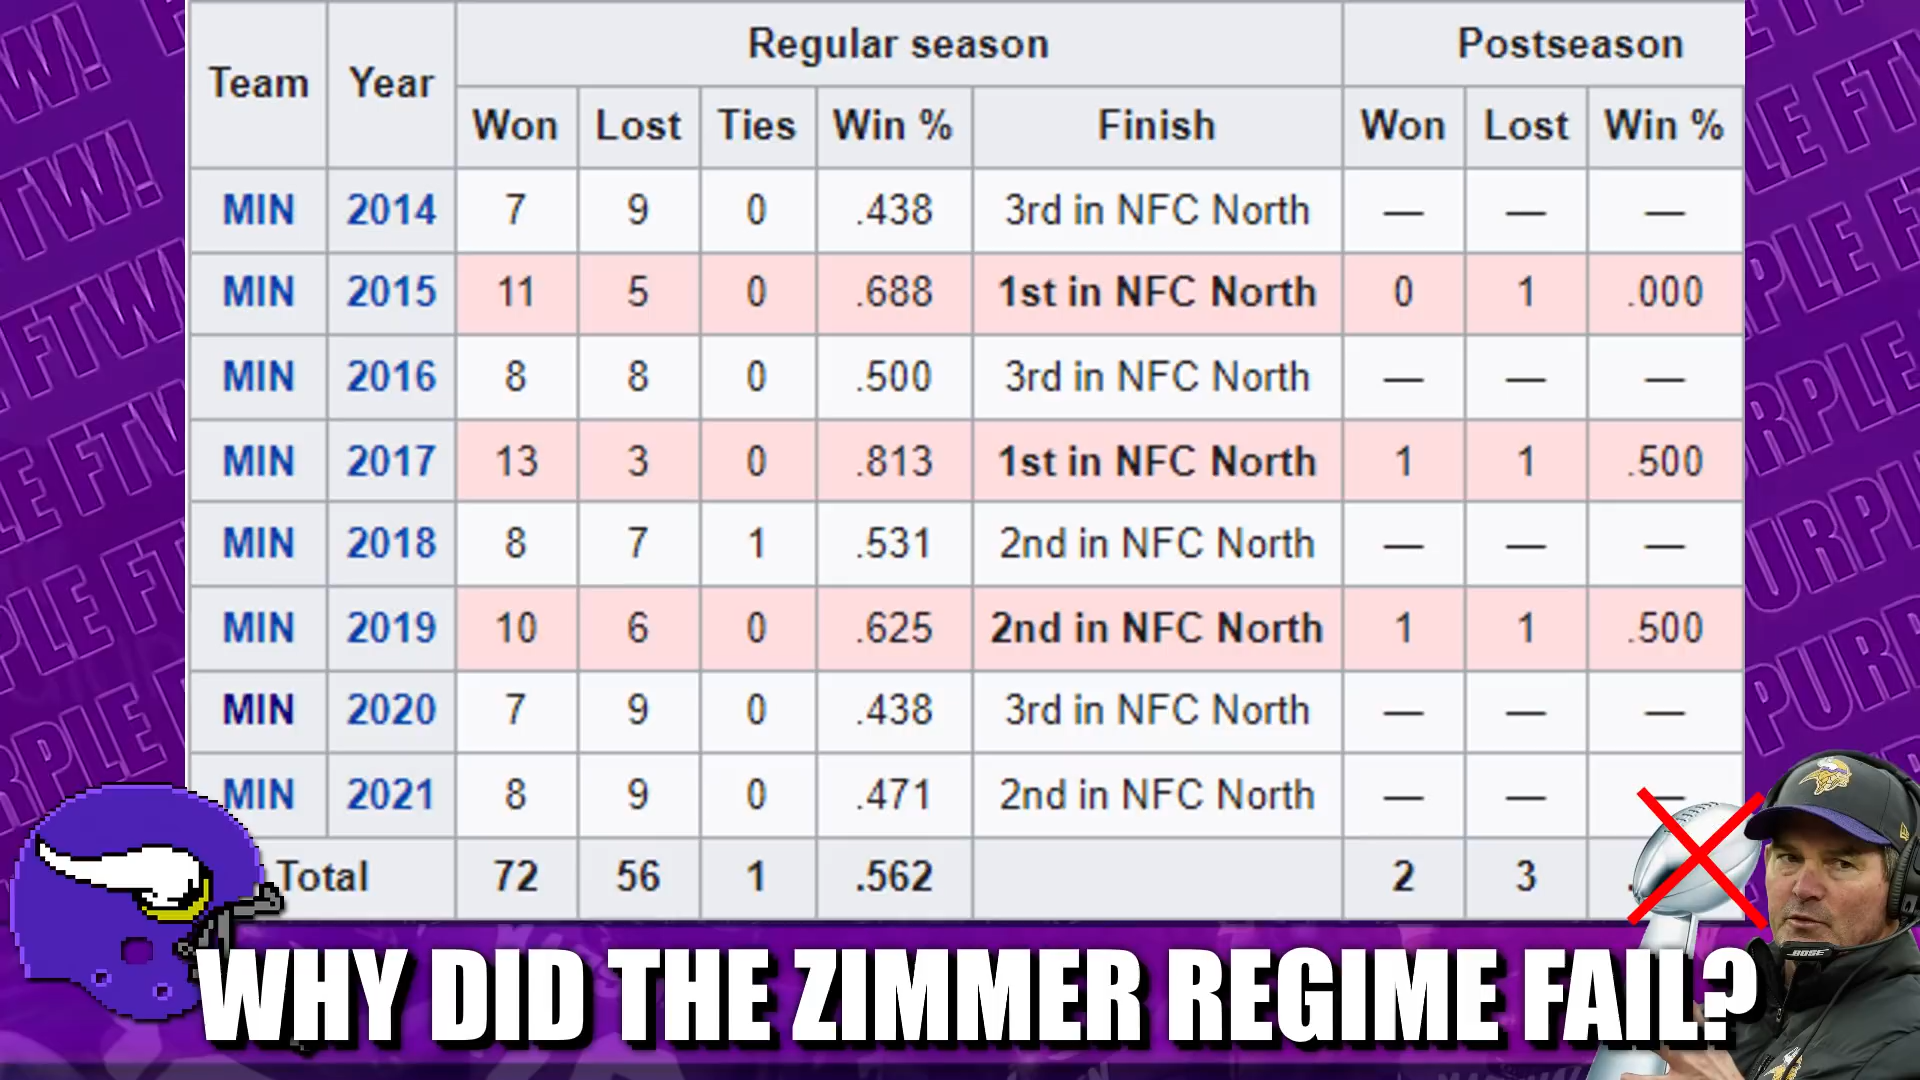 Team Year Regular season Postseason
Won Lost Ties Win % Finish Won Lost Win %
MIN 2014 7 9 0 .438 3rd in NFC North — — —
MIN 2015 11 5 0 .688 1st in NFC North 0 1 .000
MIN 2016 8 8 0 .500 3rd in NFC North — — —
MIN 2017 13 3 0 .813 1st in NFC North 1 1 .500
MIN 2018 8 7 1 .531 2nd in NFC North — — —
MIN 2019 10 6 0 .625 2nd in NFC North 1 1 .500
MIN 2020 7 9 0 .438 3rd in NFC North — — —
MIN 2021 8 9 0 .471 2nd in NFC North — — —
Total 72 56 1 .562 2 3
BOSE
WHY DID THE ZIMMER REGIME FAIL?